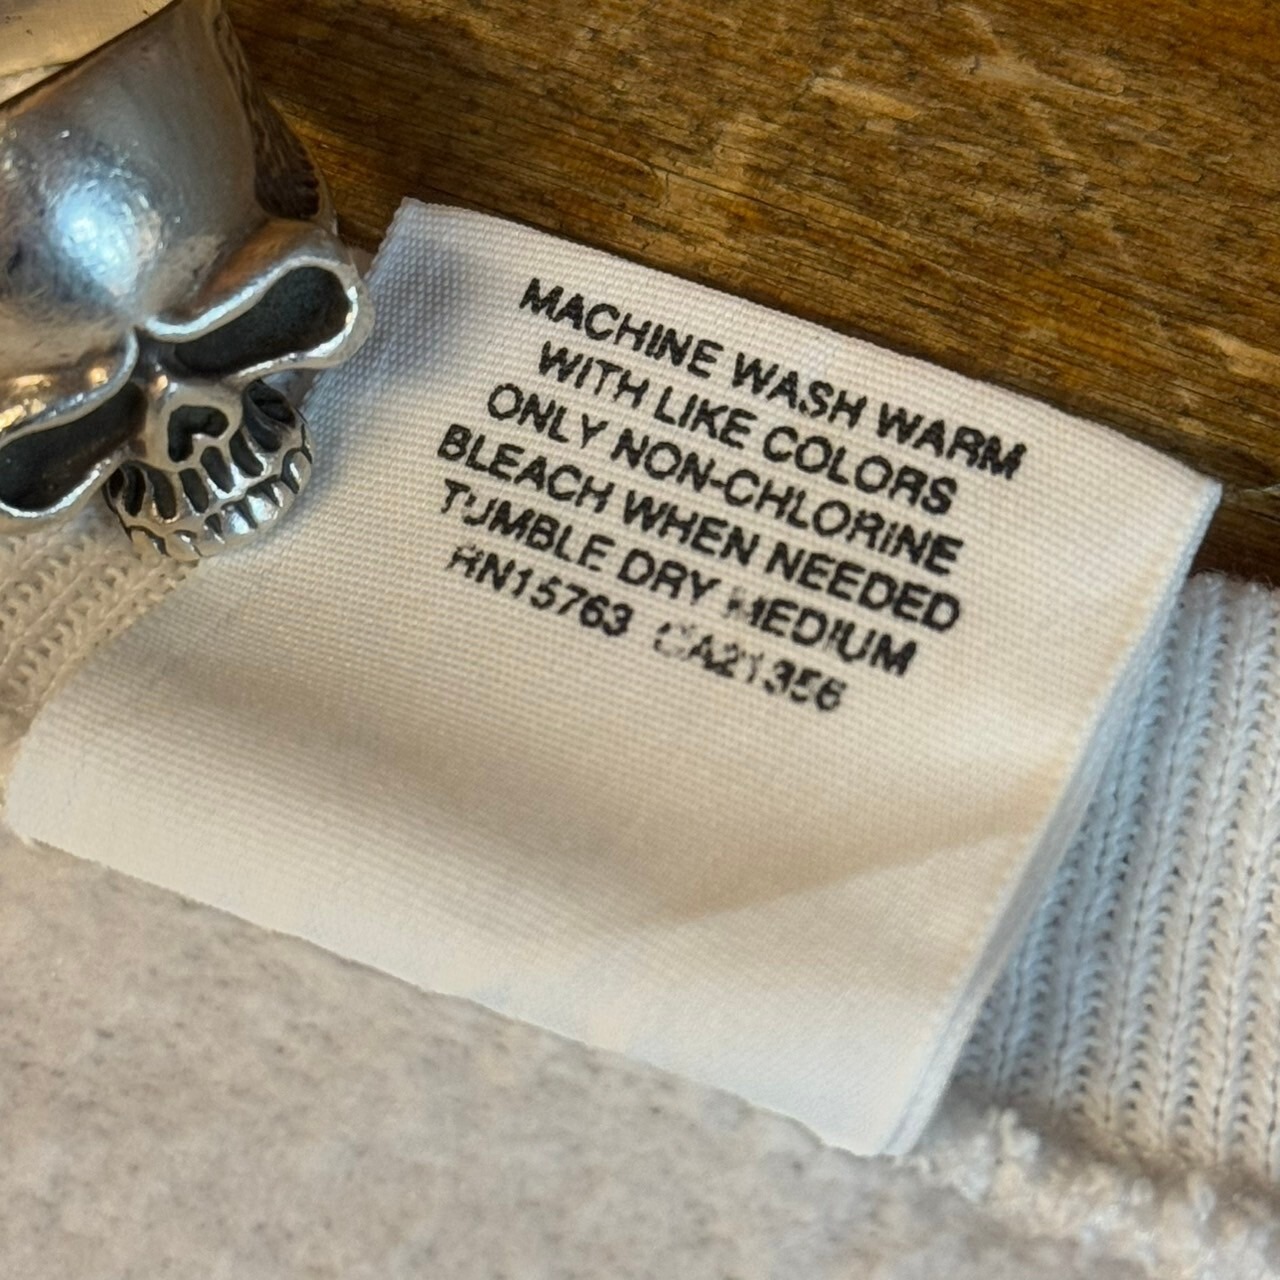 MACHINE WASH WARM
WITH LIKE COLORS
ONLY NON-CHLORINE
BLEACH WHEN NEEDED
TUMBLE DRY MEDIUM
RN15763 CA21356